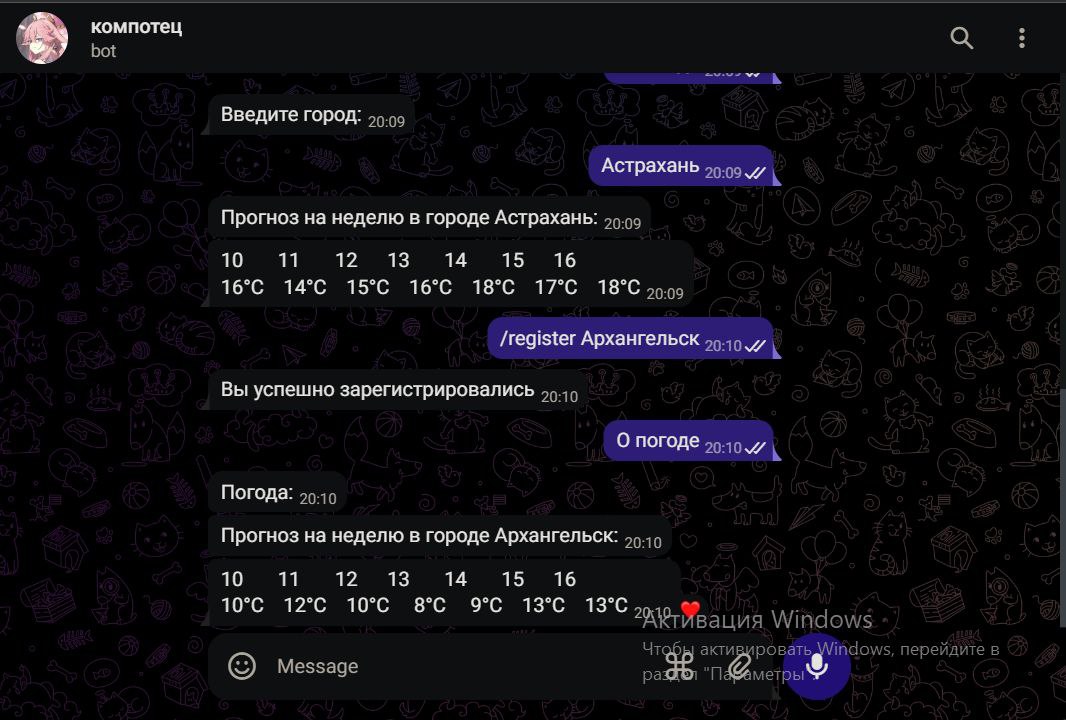 компотец
bot
20:09
Введите город: 20:09
Астрахань 20:09
Прогноз на неделю в городе Астрахань: 20:09
10 11 12 13 14 15 16
16°C 14°C 15°C 16°C 18°C 17°C 18°C 20:09
/register Архангельск 20:10
Вы успешно зарегистрировались 20:10
О погоде 20:10
Погода: 20:10
Прогноз на неделю в городе Архангельск: 20:10
10 11 12 13 14 15 16
10°C 12°C 10°C 8°C 9°C 13°C 13°C 20:10
Активация Windows
Чтобы активировать Windows, перейдите в
раздел "Параметры
Message